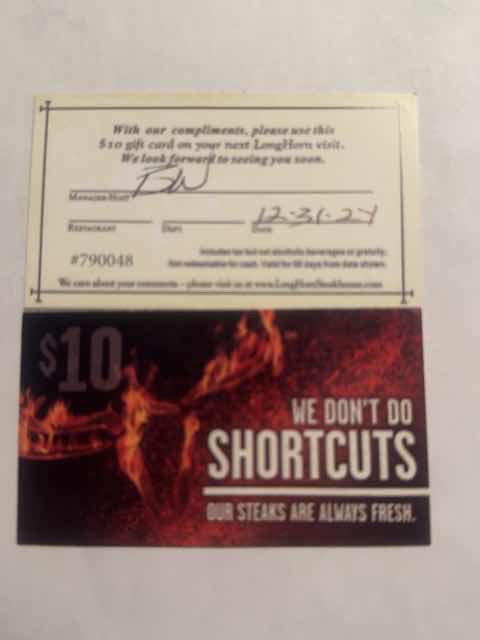 With our compliments, please use this
$10 gift card on your next LongHorn visit.
We look forward to seeing you soon.
BW
Manager/Host
12-31-24
Restaurant Dept Date
Includes tax but not alcoholic beverages or gratuity.
#790048
Not redeemable for cash. Valid for 90 days from date shown.
We care about your comments - please visit us at www.LongHornSteakhouse.com
$10
WE DON'T DO
SHORTCUTS
OUR STEAKS ARE ALWAYS FRESH.